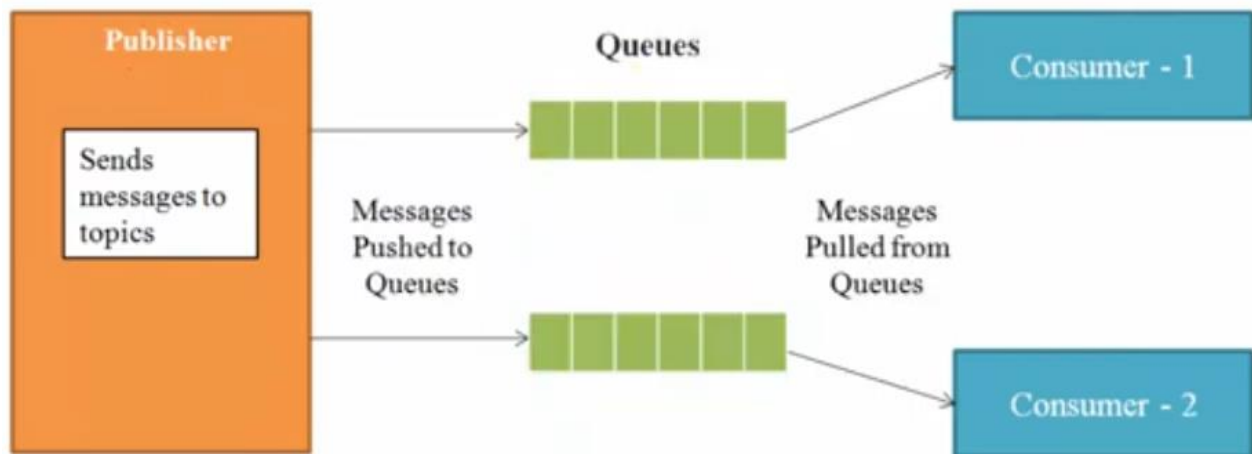 Publisher
Sends
messages to
topics
Queues
Messages
Pushed to
Queues
Messages
Pulled from
Queues
Consumer - 1
Consumer - 2